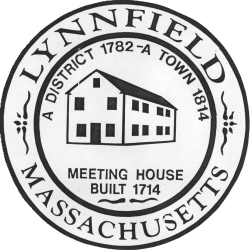 LYNNFIELD
A DISTRICT 1782-A TOWN 1814
MEETING HOUSE
BUILT 1714
MASSACHUSETTS